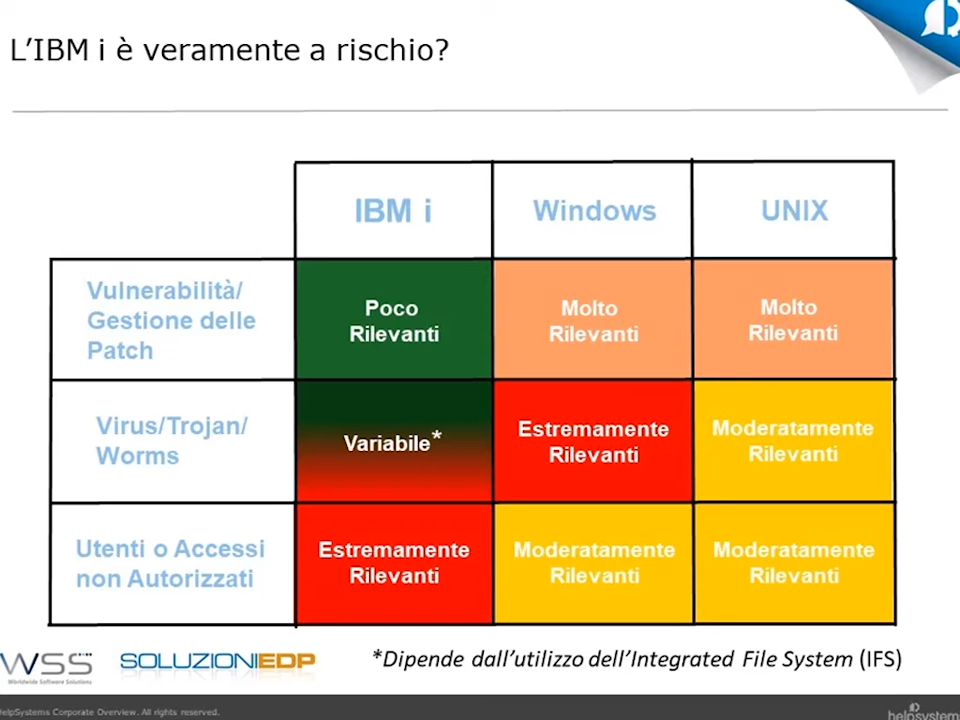 L'IBM i è veramente a rischio?
IBM i
Windows
UNIX
Vulnerabilità/
Gestione delle
Patch
Poco
Rilevanti
Molto
Rilevanti
Molto
Rilevanti
Virus/Trojan/
Worms
Variabile*
Estremamente
Rilevanti
Moderatamente
Rilevanti
Utenti o Accessi
non Autorizzati
Estremamente
Rilevanti
Moderatamente
Rilevanti
Moderatamente
Rilevanti
WSS
Worldwide Software Solutions
SOLUZIONIEDP
*Dipende dall'utilizzo dell'Integrated File System (IFS)
HelpSystems Corporate Overview. All rights reserved.
helpsystems